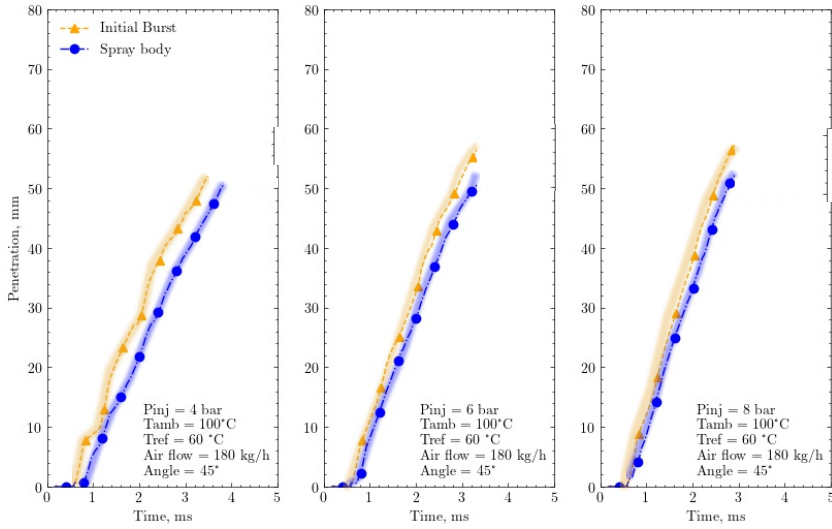 80
70
60
50
40
30
20
10
0
Penetration, mm
Initial Burst
Spray body
Pinj = 4 bar
Tamb = 100°C
Tref = 60 °C
Air flow = 180 kg/h
Angle = 45°
0 1 2 3 4 5
Time, ms
80
70
60
50
40
30
20
10
0
Pinj = 6 bar
Tamb = 100°C
Tref = 60 °C
Air flow = 180 kg/h
Angle = 45°
0 1 2 3 4 5
Time, ms
80
70
60
50
40
30
20
10
0
Pinj = 8 bar
Tamb = 100°C
Tref = 60 °C
Air flow = 180 kg/h
Angle = 45°
0 1 2 3 4 5
Time, ms